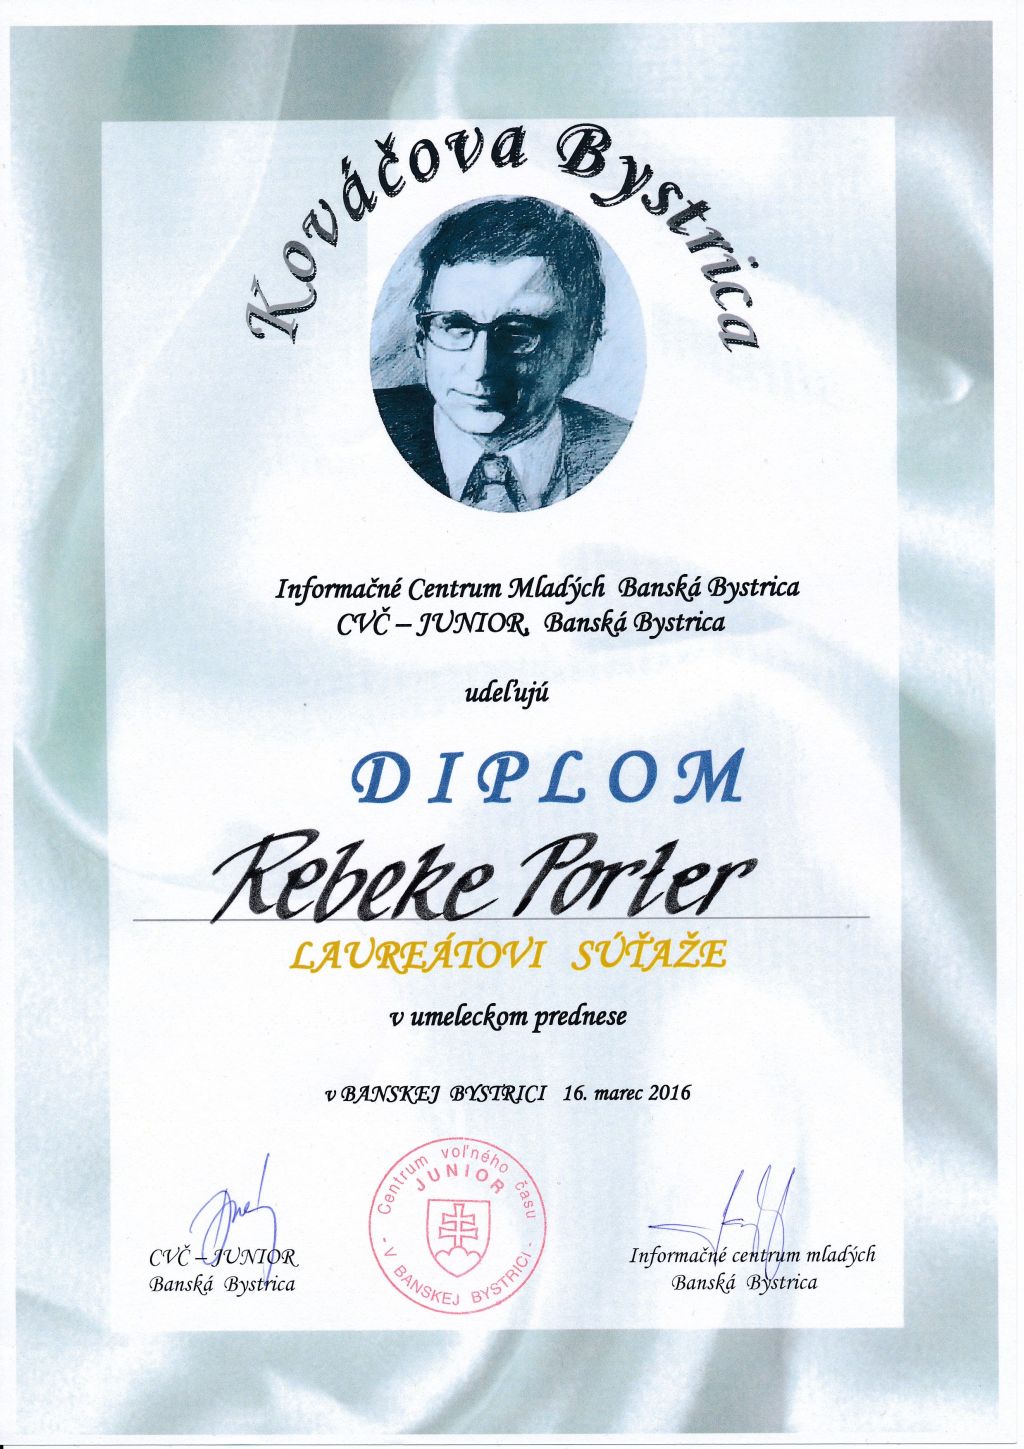 Kováčova Bystrica
Informačné Centrum Mladých Banská Bystrica
CVČ – JUNIOR, Banská Bystrica
udeľujú
DIPLOM
Rebeke Porter
LAUREÁTOVI SÚŤAŽE
v umeleckom prednese
v BANSKEJ BYSTRICI 16. marec 2016
Centrum voľného času
JUNIOR
- V BANSKEJ BYSTRICI -
CVČ – JUNIOR
Banská Bystrica
Informačné centrum mladých
Banská Bystrica